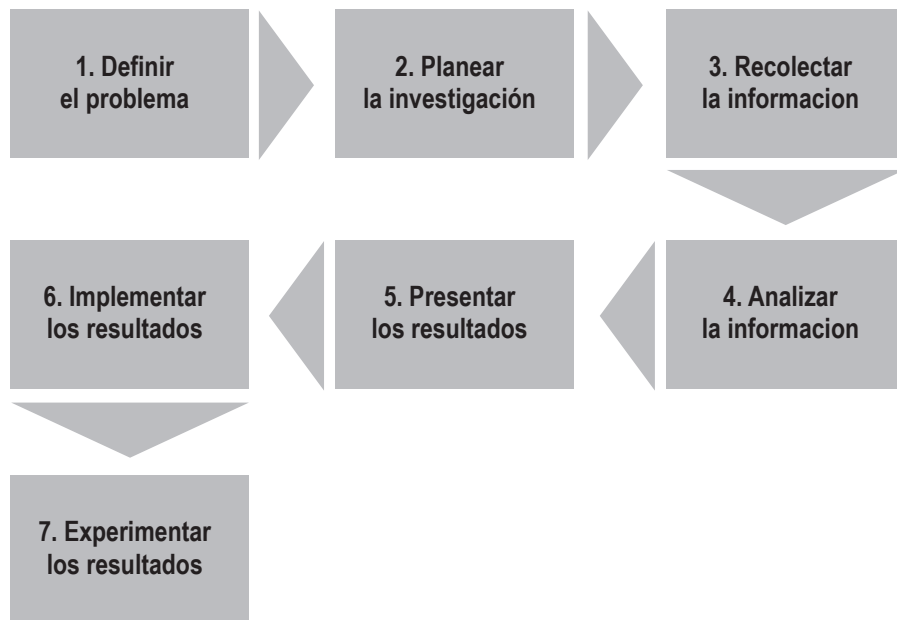 1. Definir
el problema
2. Planear
la investigación
3. Recolectar
la informacion
4. Analizar
la informacion
5. Presentar
los resultados
6. Implementar
los resultados
7. Experimentar
los resultados